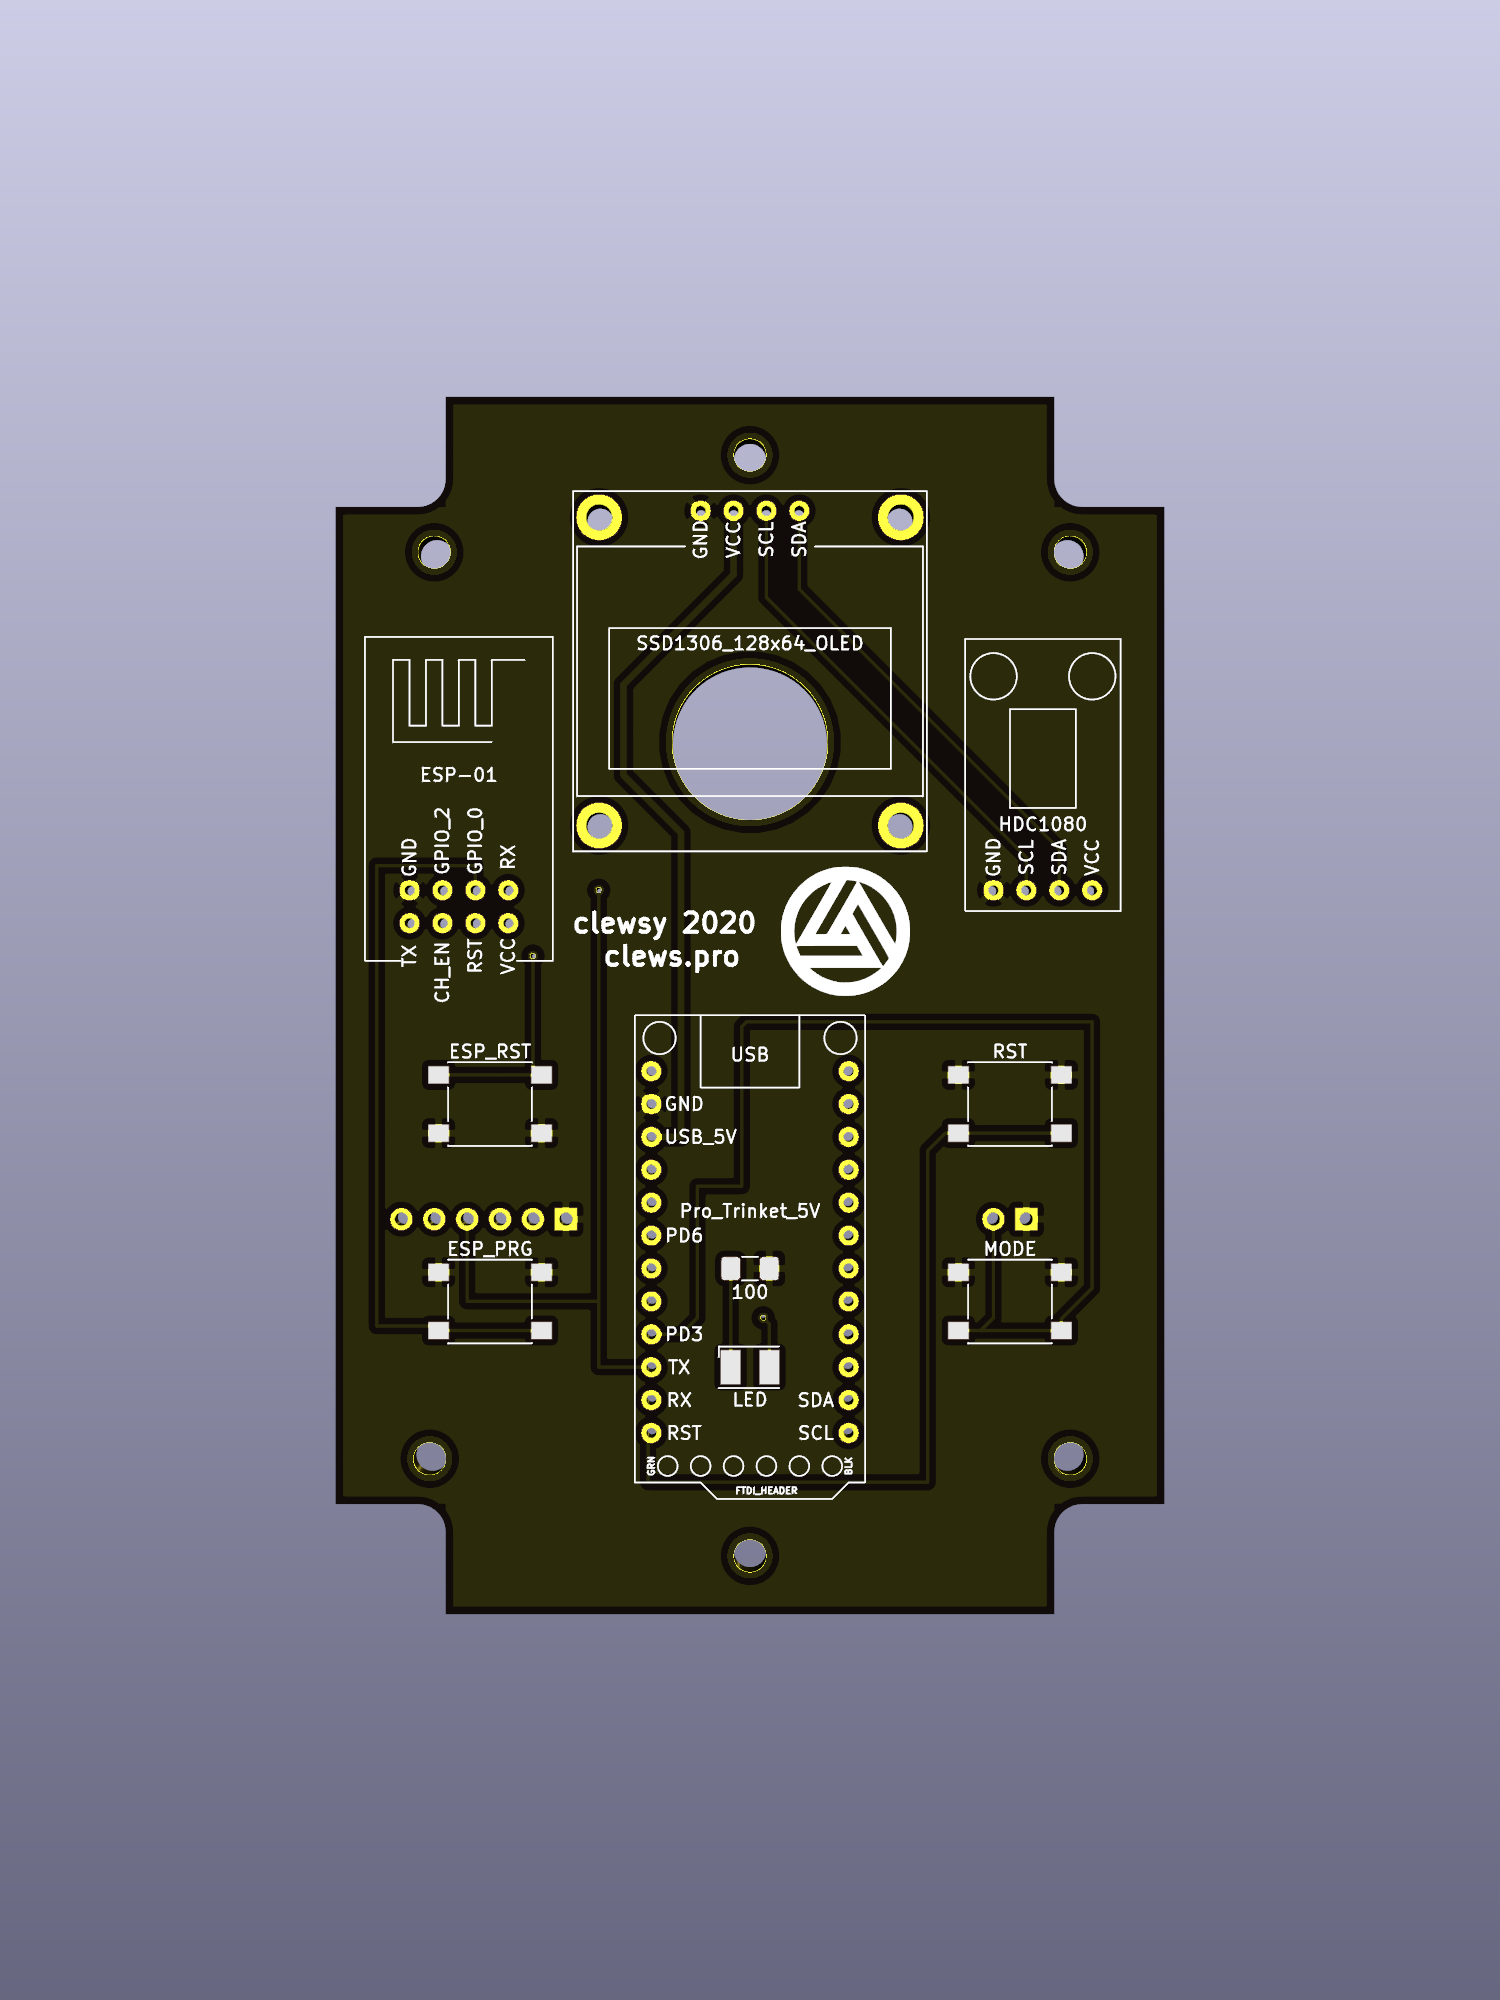 GND
VCC
SCL
SDA
SSD1306_128x64_OLED
ESP-01
GND
GPIO_2
GPIO_0
RX
TX
CH_EN
RST
VCC
HDC1080
GND
SCL
SDA
VCC
clewsy 2020
clews.pro
ESP_RST
USB
RST
GND
USB_5V
Pro_Trinket_5V
PD6
ESP_PRG
MODE
100
PD3
TX
LED
RX
SDA
RST
SCL
GRN
BLK
FTDI_HEADER